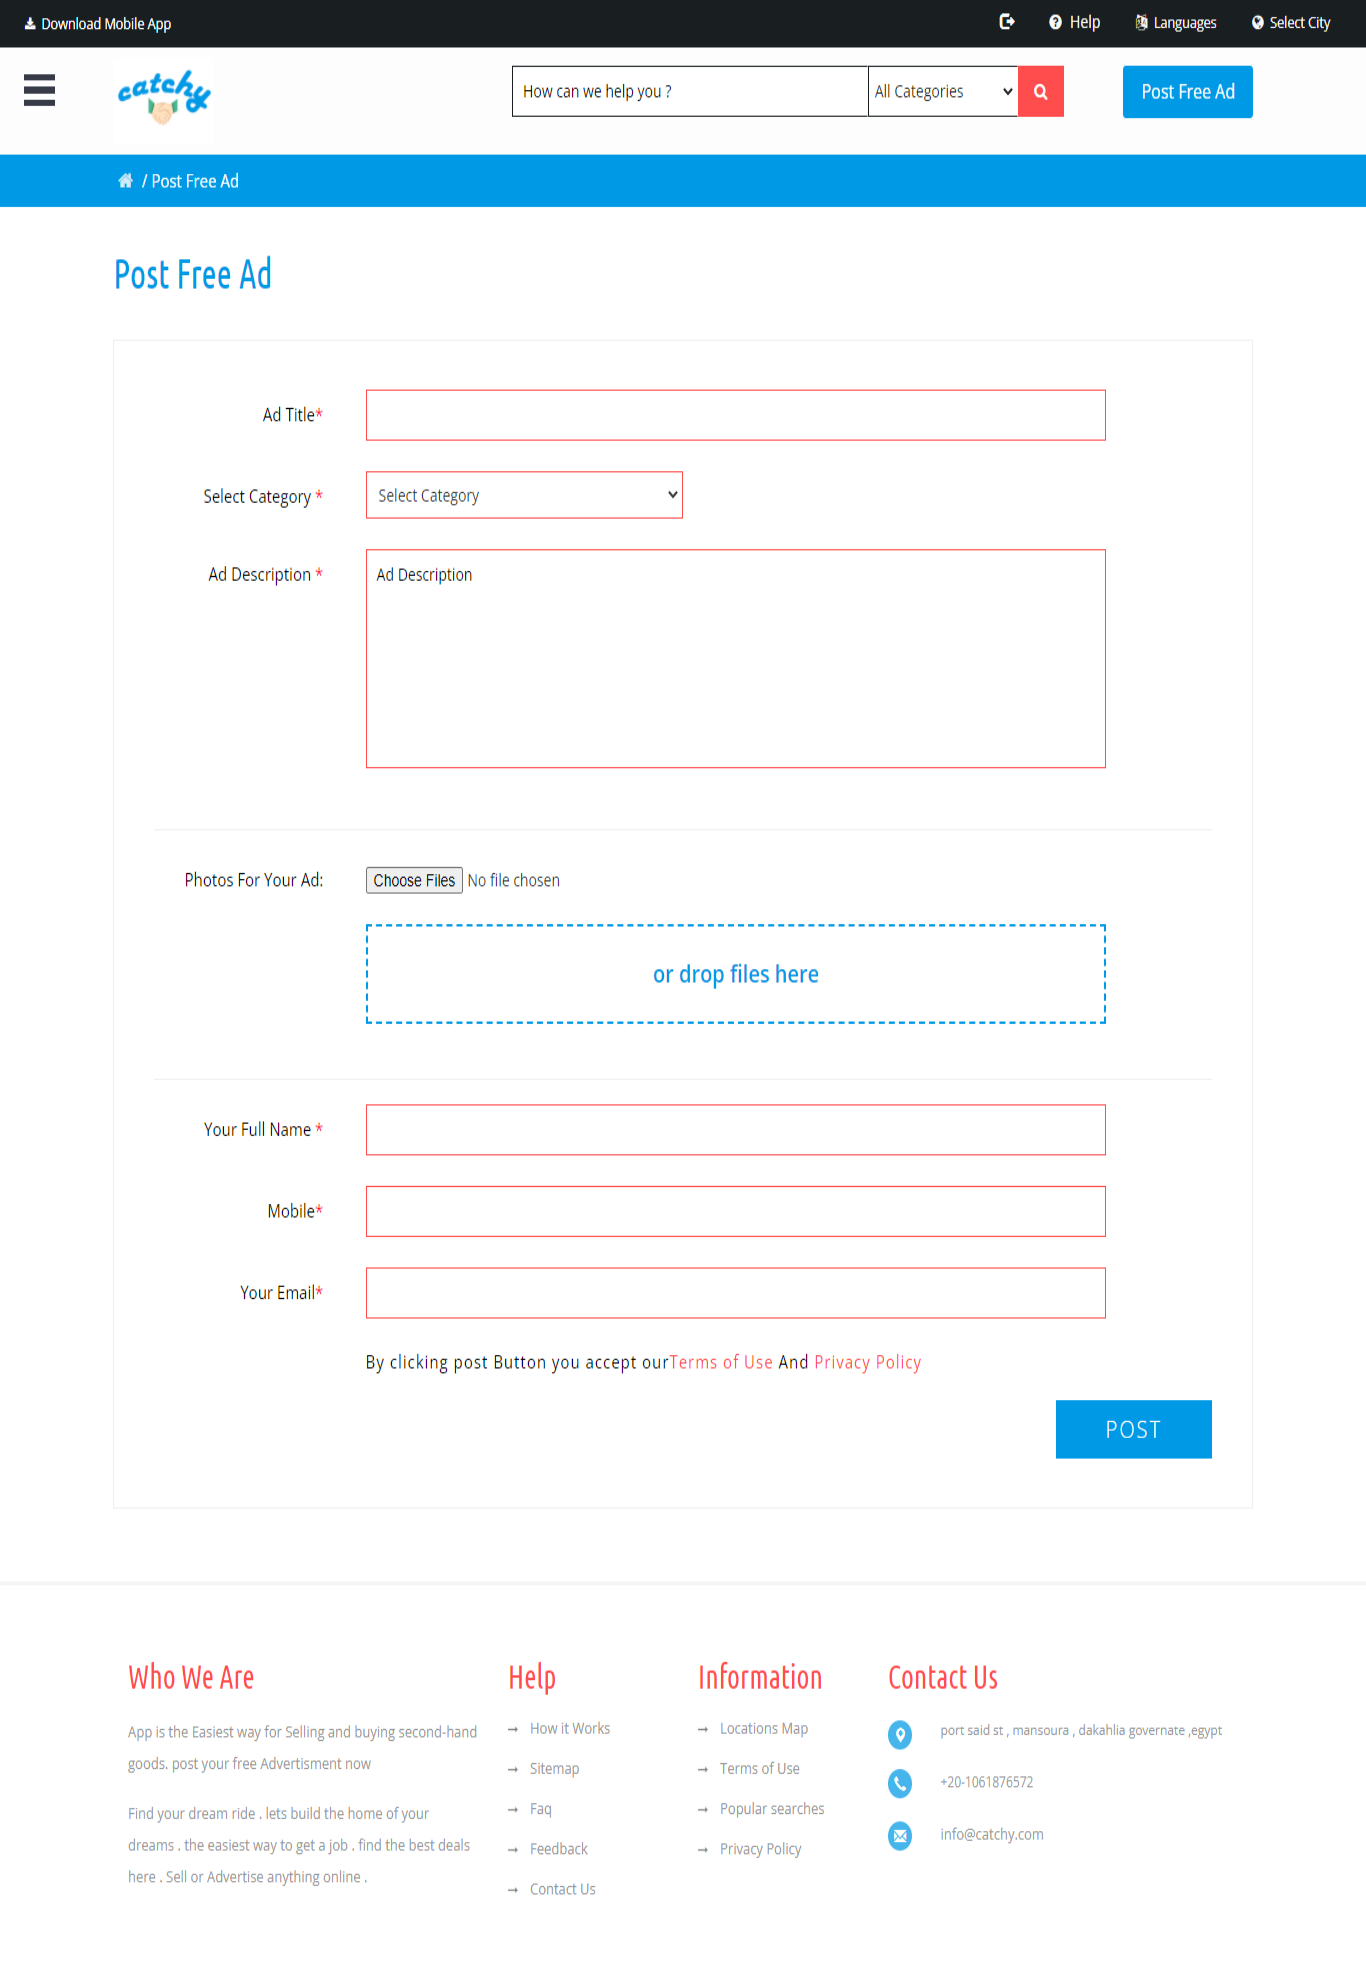 Download Mobile App
Help
Languages
Select City
catchy
How can we help you ?
All Categories
Post Free Ad
/ Post Free Ad
Post Free Ad
Ad Title*
Select Category *
Select Category
Ad Description *
Ad Description
Photos For Your Ad:
Choose Files No file chosen
or drop files here
Your Full Name *
Mobile*
Your Email*
By clicking post Button you accept ourTerms of Use And Privacy Policy
POST
Who We Are
App is the Easiest way for Selling and buying second-hand
goods. post your free Advertisment now
Find your dream ride . lets build the home of your
dreams . the easiest way to get a job . find the best deals
here . Sell or Advertise anything online .
Help
How it Works
Sitemap
Faq
Feedback
Contact Us
Information
Locations Map
Terms of Use
Popular searches
Privacy Policy
Contact Us
port said st , mansoura , dakahlia governate ,egypt
+20-1061876572
info@catchy.com